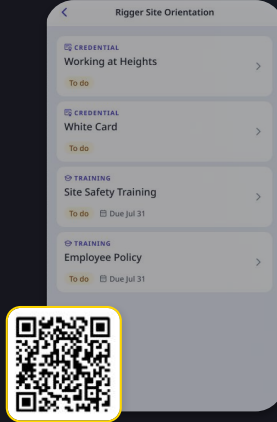 Rigger Site Orientation
CREDENTIAL
Working at Heights
To do
CREDENTIAL
White Card
To do
TRAINING
Site Safety Training
To do Due Jul 31
TRAINING
Employee Policy
To do Due Jul 31